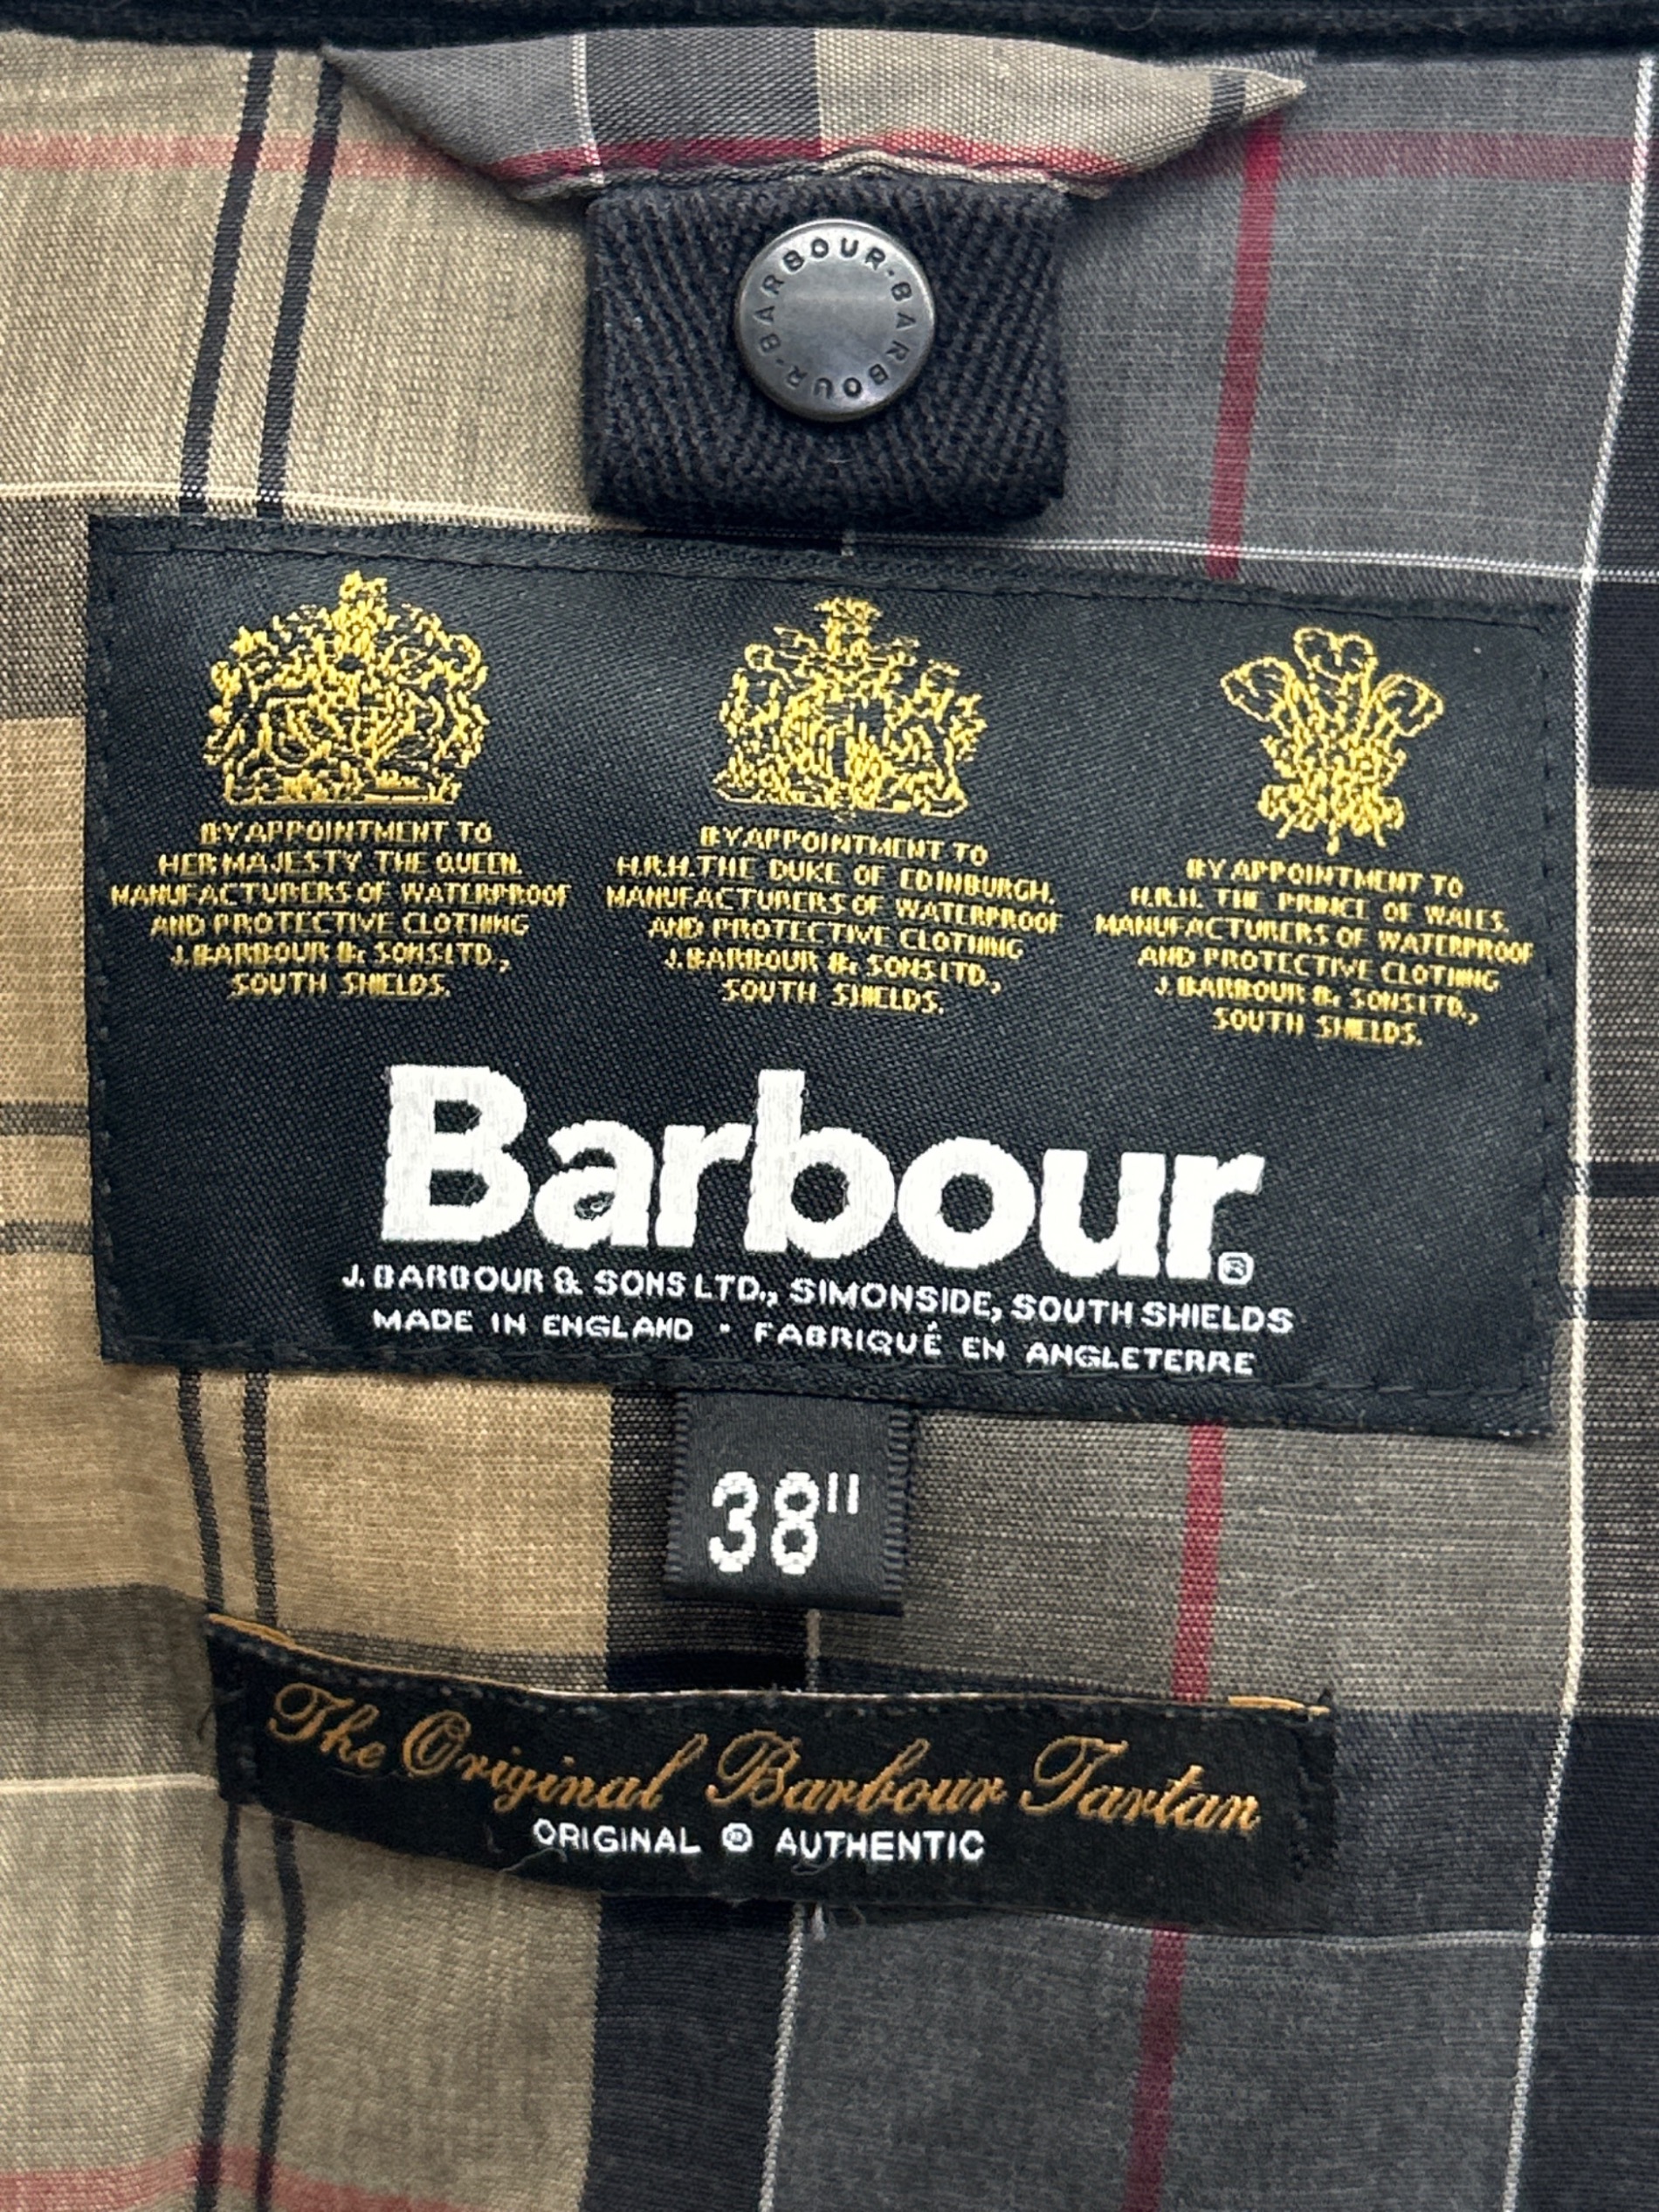 BARBOUR · BARBOUR · BARBOUR ·
BY APPOINTMENT TO
HER MAJESTY THE QUEEN.
MANUFACTURERS OF WATERPROOF
AND PROTECTIVE CLOTHING
J. BARBOUR & SONS LTD.,
SOUTH SHIELDS.
BY APPOINTMENT TO
H.R.H. THE DUKE OF EDINBURGH.
MANUFACTURERS OF WATERPROOF
AND PROTECTIVE CLOTHING
J. BARBOUR & SONS LTD.,
SOUTH SHIELDS.
BY APPOINTMENT TO
H.R.H. THE PRINCE OF WALES.
MANUFACTURERS OF WATERPROOF
AND PROTECTIVE CLOTHING
J. BARBOUR & SONS LTD.,
SOUTH SHIELDS.
Barbour®
J. BARBOUR & SONS LTD., SIMONSIDE, SOUTH SHIELDS
MADE IN ENGLAND · FABRIQUÉ EN ANGLETERRE
38"
The Original Barbour Tartan
ORIGINAL ® AUTHENTIC